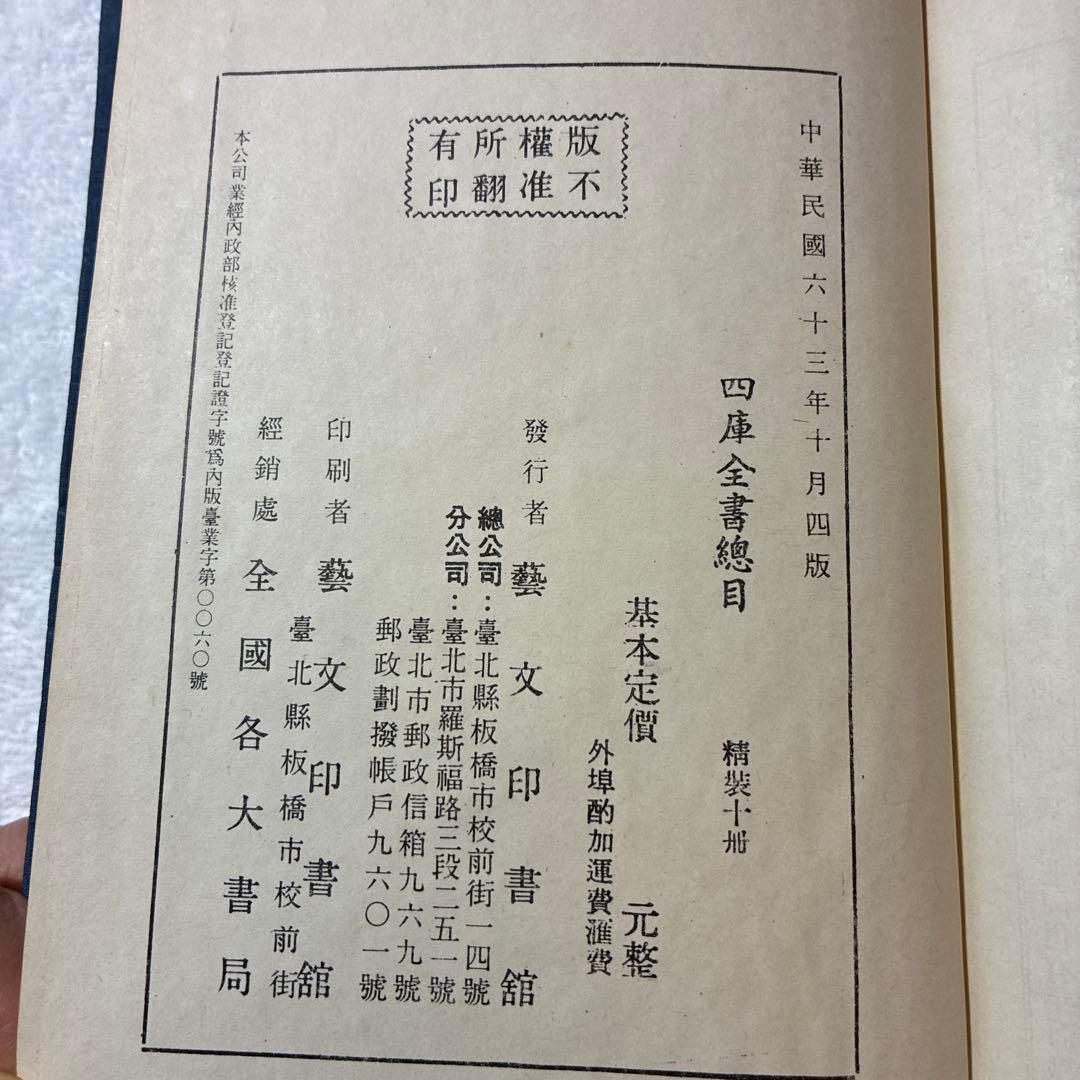 中華民國六十三年十月四版
四庫全書總目 精裝十冊
基本定價 元整
外埠酌加運費滙費
版權所有
不准翻印
發行者 藝文印書館
總公司：臺北縣板橋市校前街一四號
分公司：臺北市羅斯福路三段二五一號
臺北市郵政信箱九六九號
郵政劃撥帳戶九六〇一號
印刷者 藝文印書館
臺北縣板橋市校前街
經銷處 全國各大書局
本公司業經內政部核准登記登記證字號爲內版臺業字第〇〇六〇號